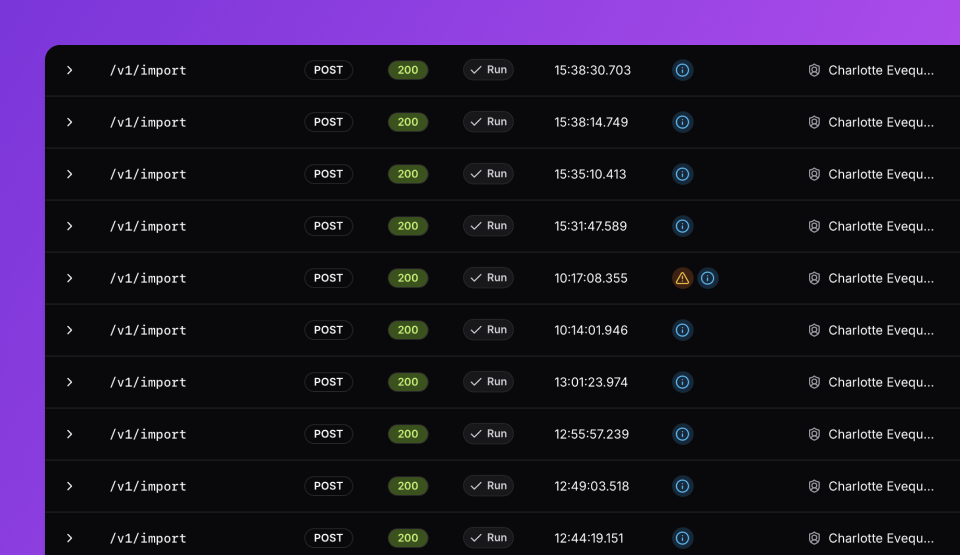 /v1/import POST 200 Run 15:38:30.703 Charlotte Evequ...
/v1/import POST 200 Run 15:38:14.749 Charlotte Evequ...
/v1/import POST 200 Run 15:35:10.413 Charlotte Evequ...
/v1/import POST 200 Run 15:31:47.589 Charlotte Evequ...
/v1/import POST 200 Run 10:17:08.355 Charlotte Evequ...
/v1/import POST 200 Run 10:14:01.946 Charlotte Evequ...
/v1/import POST 200 Run 13:01:23.974 Charlotte Evequ...
/v1/import POST 200 Run 12:55:57.239 Charlotte Evequ...
/v1/import POST 200 Run 12:49:03.518 Charlotte Evequ...
/v1/import POST 200 Run 12:44:19.151 Charlotte Evequ...